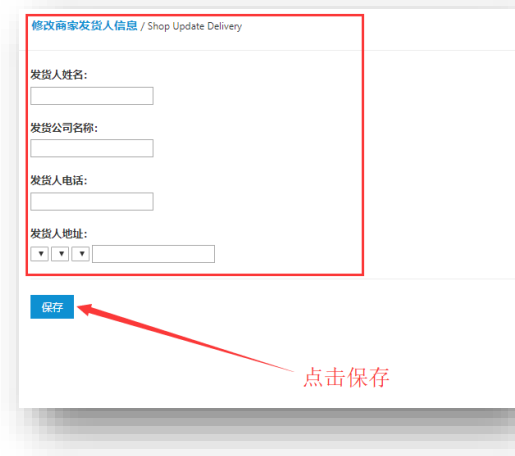 修改商家发货人信息 / Shop Update Delivery
发货人姓名:
发货公司名称:
发货人电话:
发货人地址:
保存
点击保存